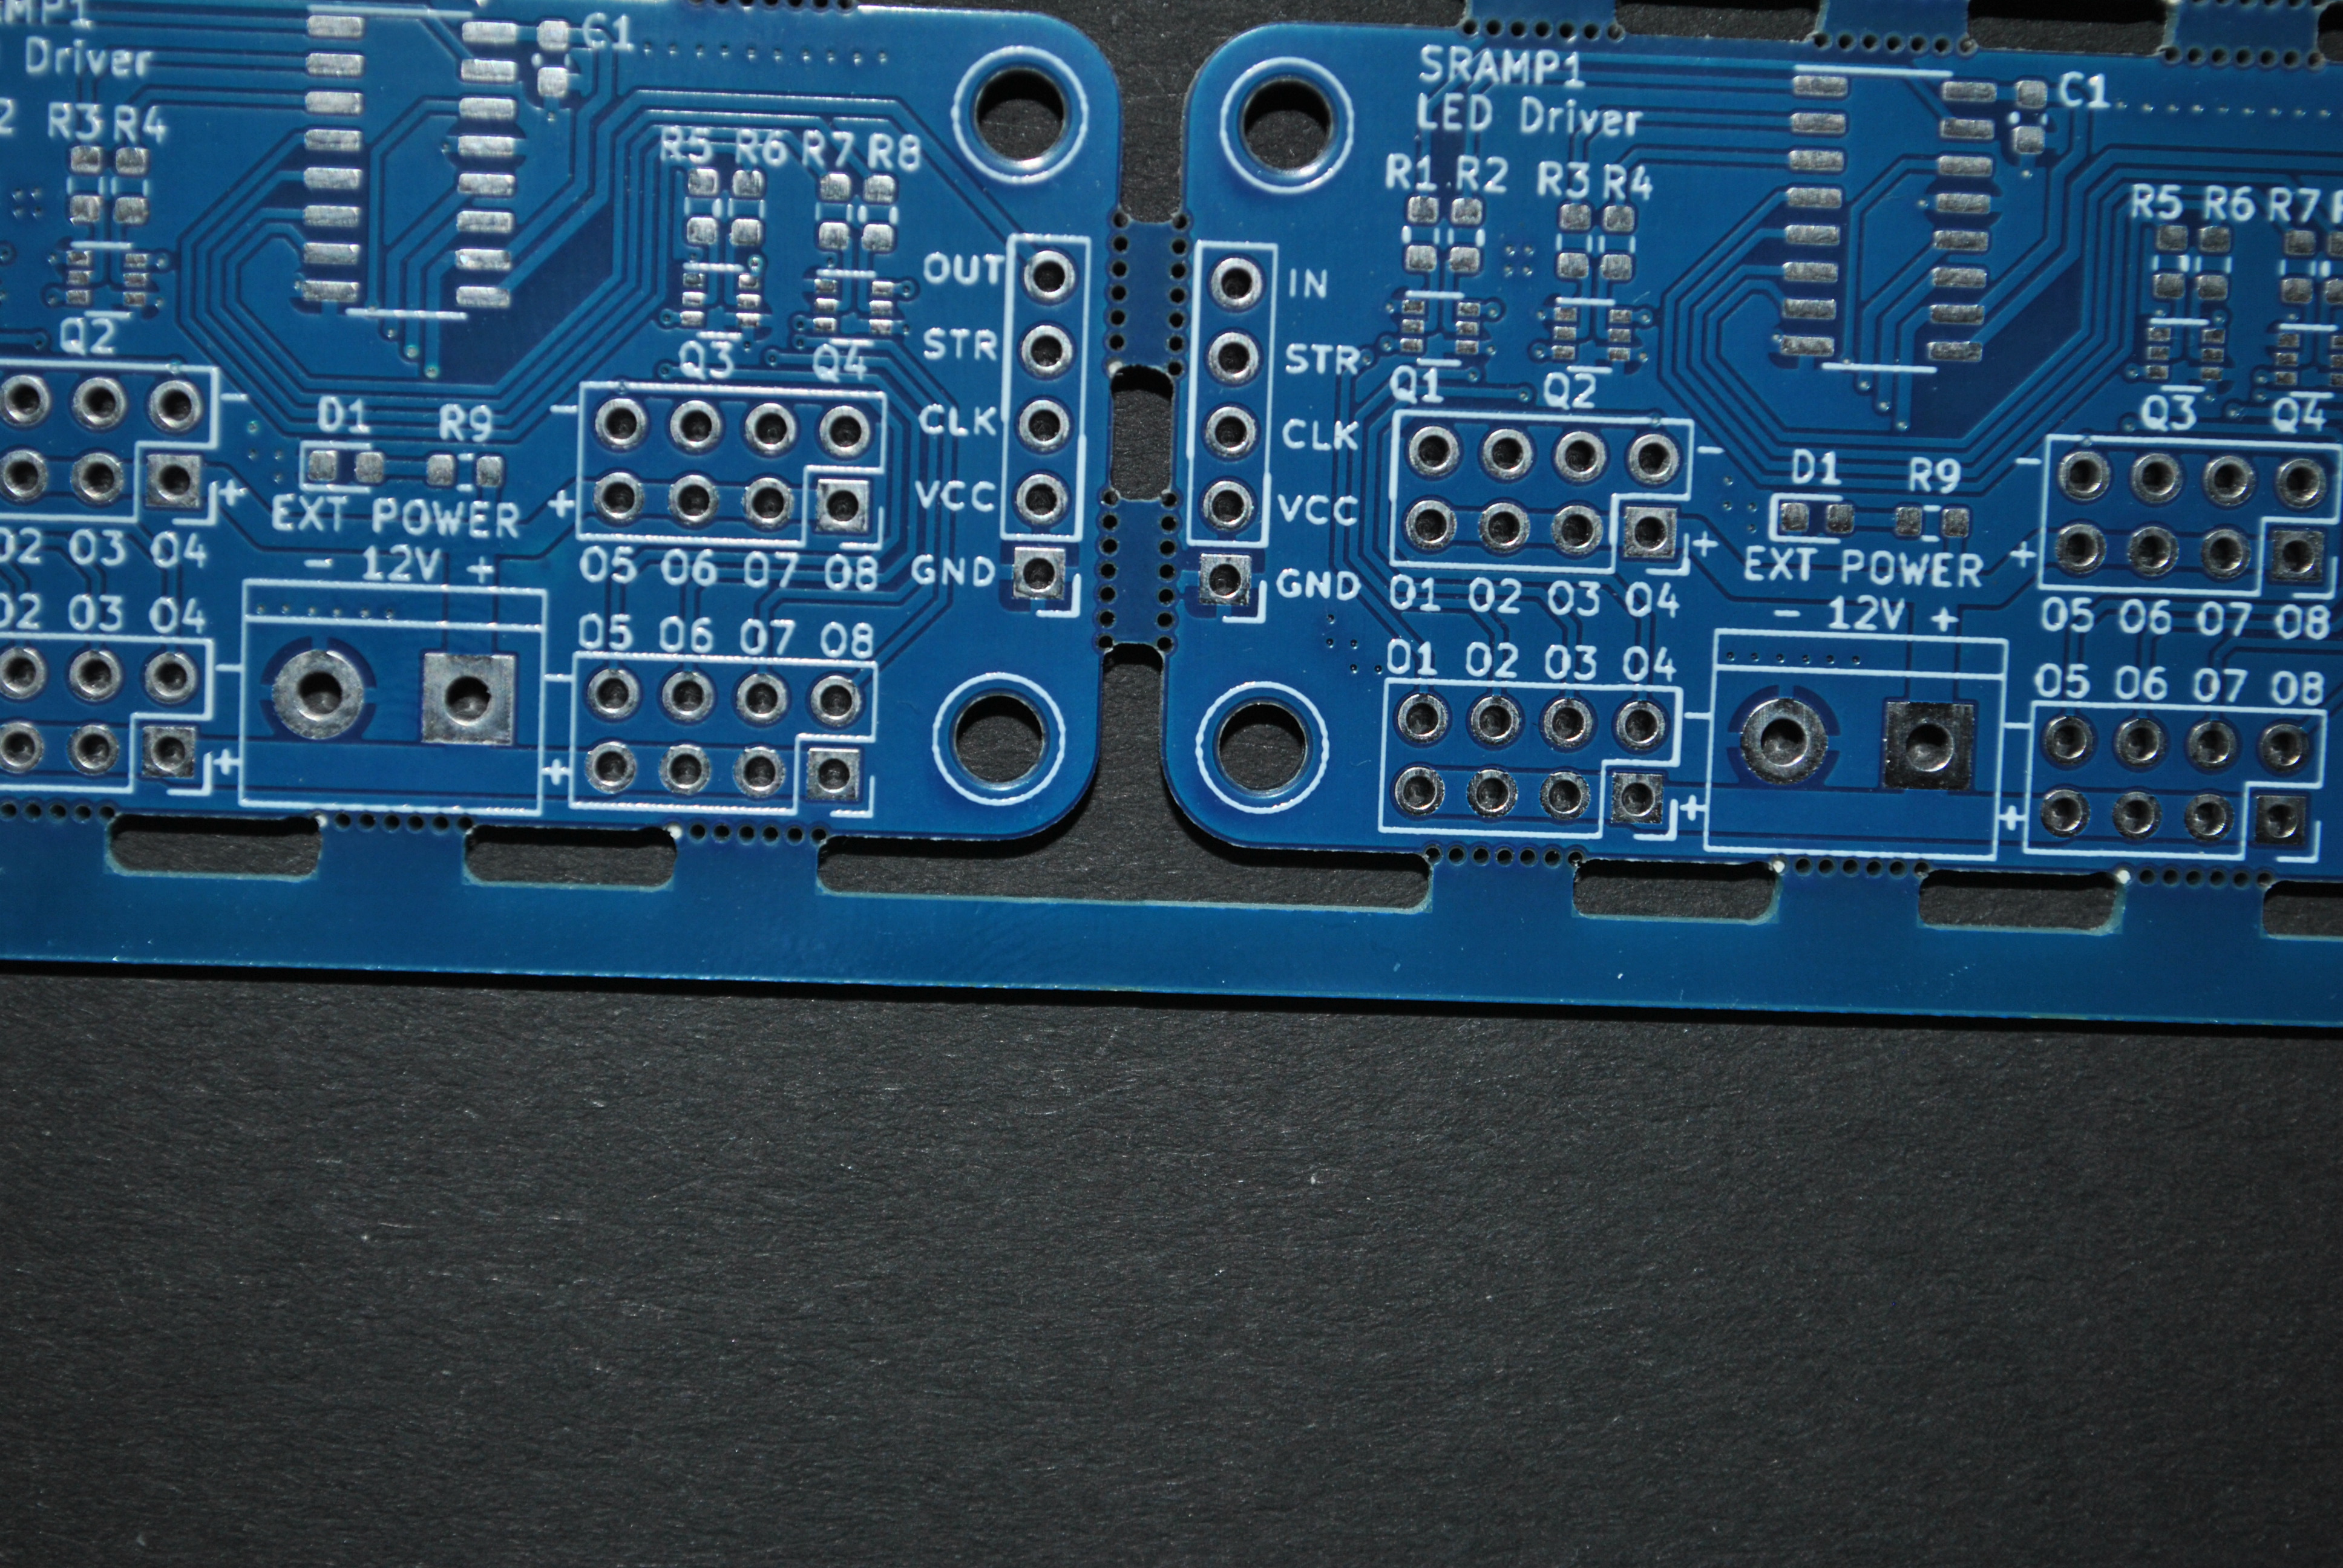 MP1
Driver
C1
2 R3 R4
R5 R6 R7 R8
OUT
STR
CLK
VCC
GND
Q2
Q3
Q4
-
-
D1
R9
+
EXT POWER
+
- 12V +
02 03 04
05 06 07 08
02 03 04
05 06 07 08
-
-
+
+
SRAMP1
LED Driver
C1
R1 R2 R3 R4
R5 R6 R7
IN
STR
CLK
VCC
GND
Q1
Q2
Q3
Q4
-
-
D1
R9
+
EXT POWER
+
- 12V +
01 02 03 04
05 06 07 08
01 02 03 04
05 06 07 08
-
-
+
+